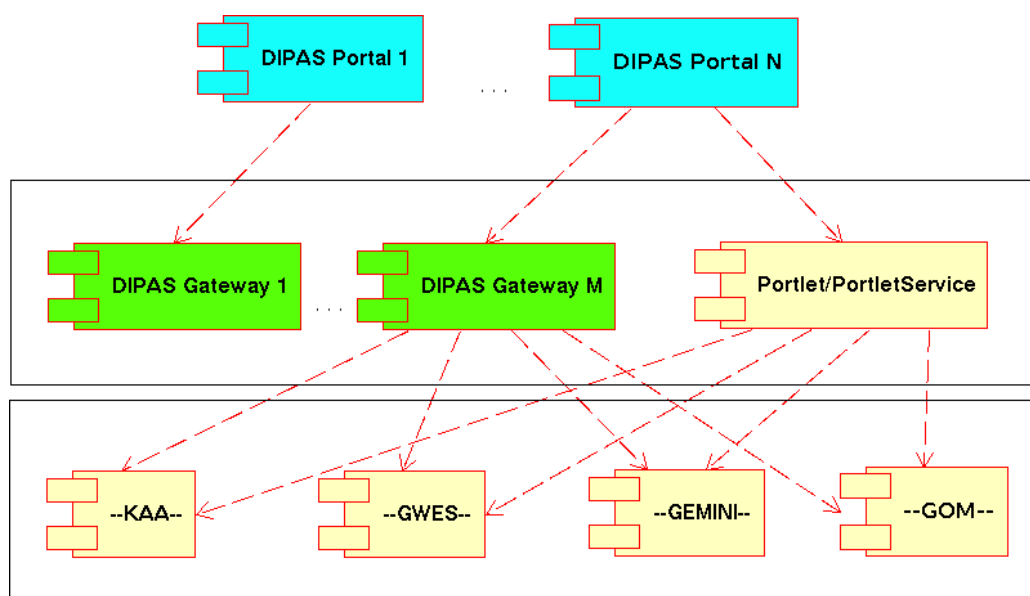 DIPAS Portal 1
. . .
DIPAS Portal N
DIPAS Gateway 1
. . .
DIPAS Gateway M
Portlet/PortletService
--KAA--
--GWES--
--GEMINI--
--GOM--